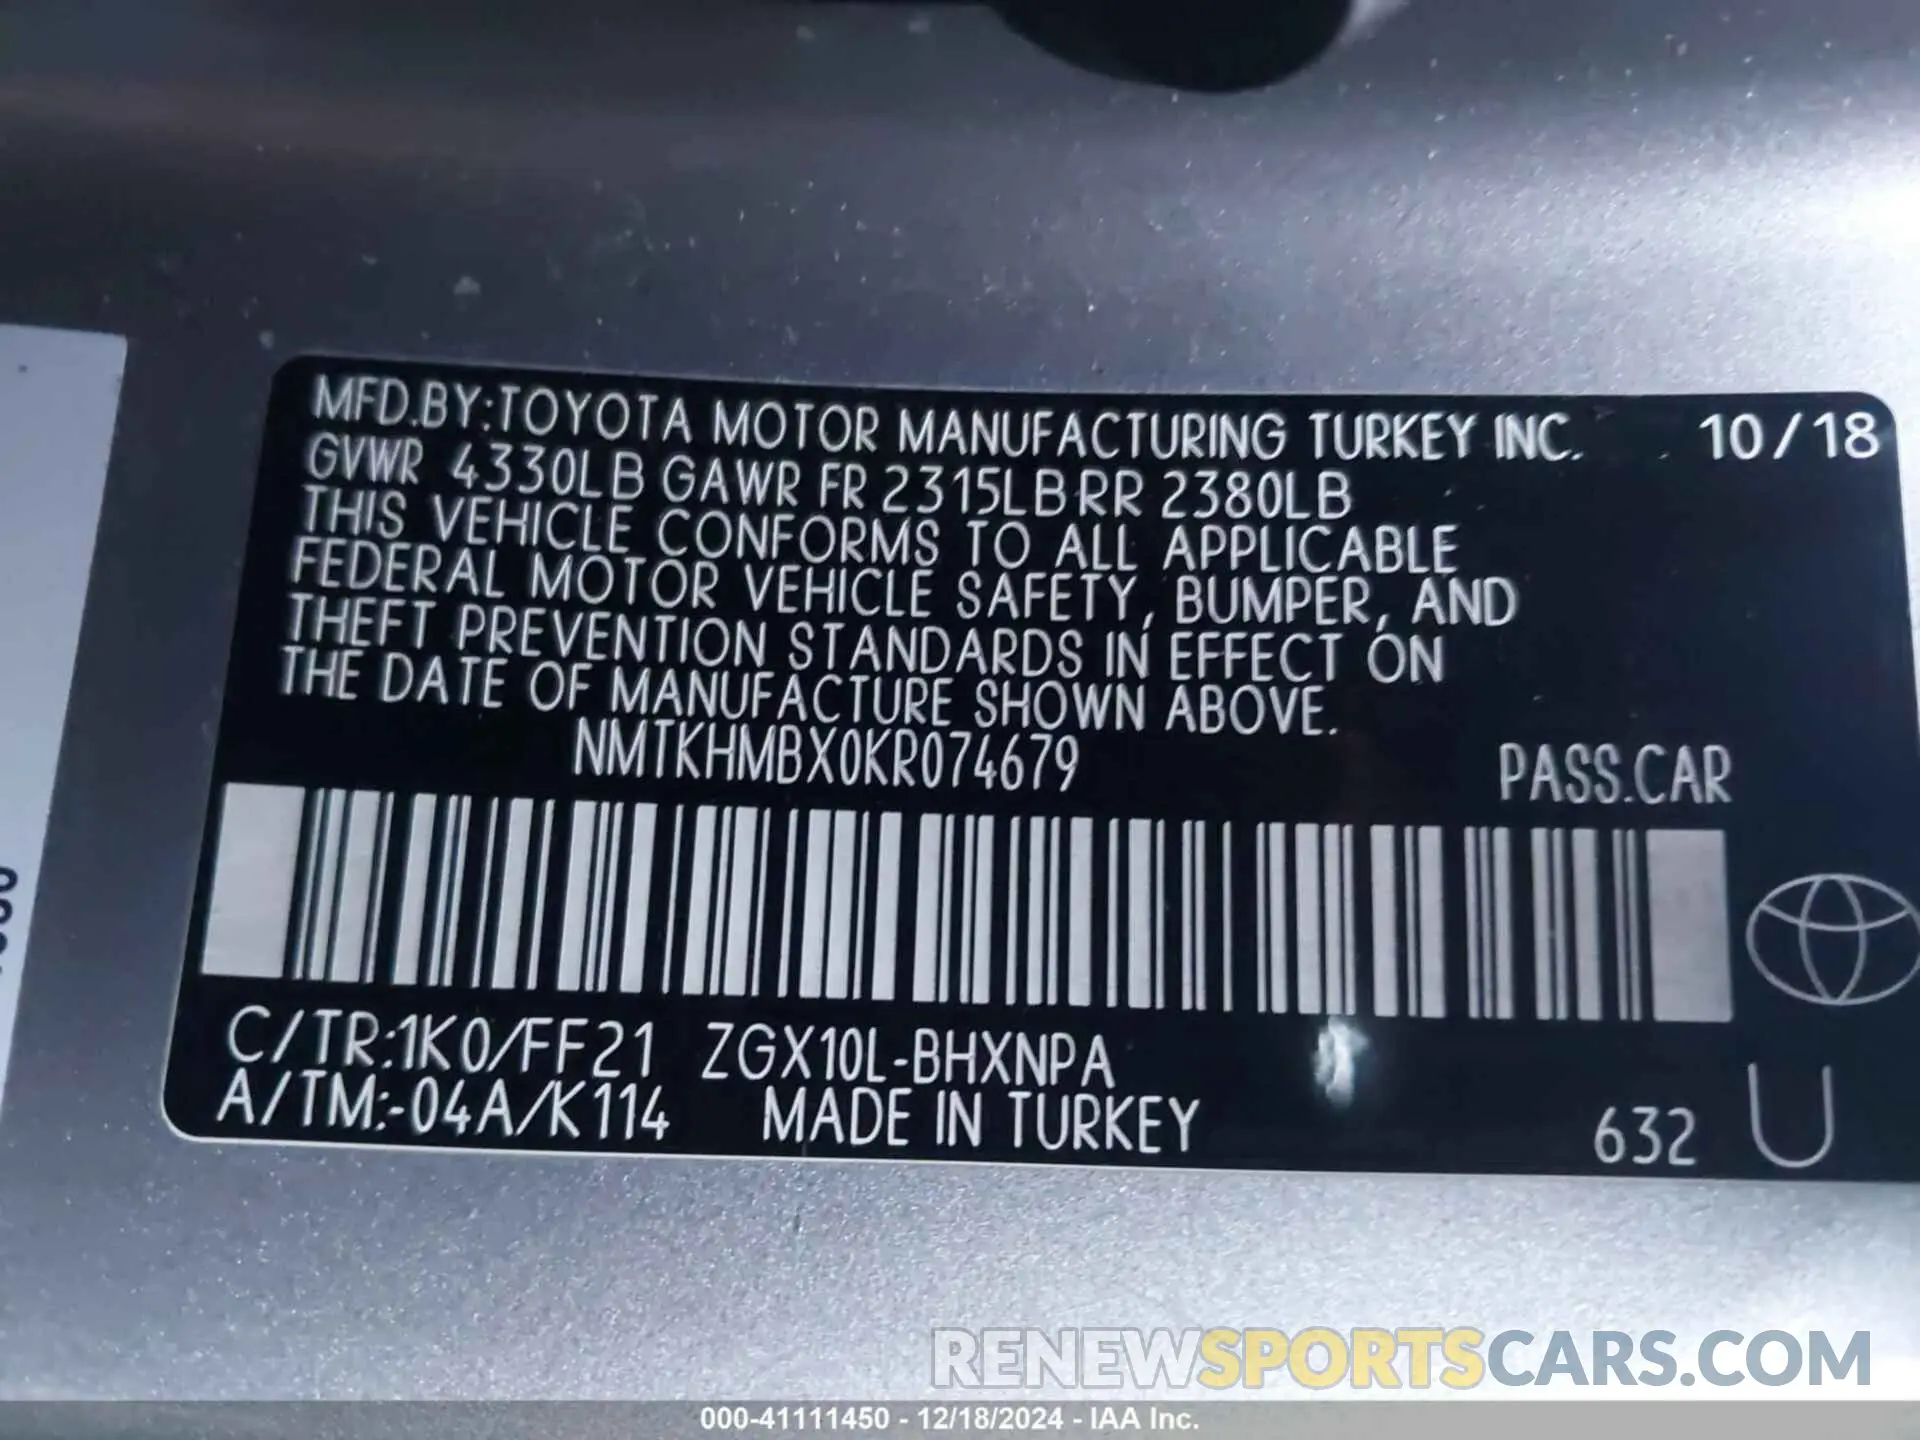 MFD.BY:TOYOTA MOTOR MANUFACTURING TURKEY INC. 10/18
GVWR 4330LB GAWR FR 2315LB RR 2380LB
THIS VEHICLE CONFORMS TO ALL APPLICABLE
FEDERAL MOTOR VEHICLE SAFETY, BUMPER, AND
THEFT PREVENTION STANDARDS IN EFFECT ON
THE DATE OF MANUFACTURE SHOWN ABOVE.
NMTKHMBX0KR074679 PASS.CAR
C/TR:1K0/FF21 ZGX10L-BHXNPA
A/TM:-04A/K114 MADE IN TURKEY 632 U
RENEWSPORTSCARS.COM
000-41111450 - 12/18/2024 - IAA Inc.